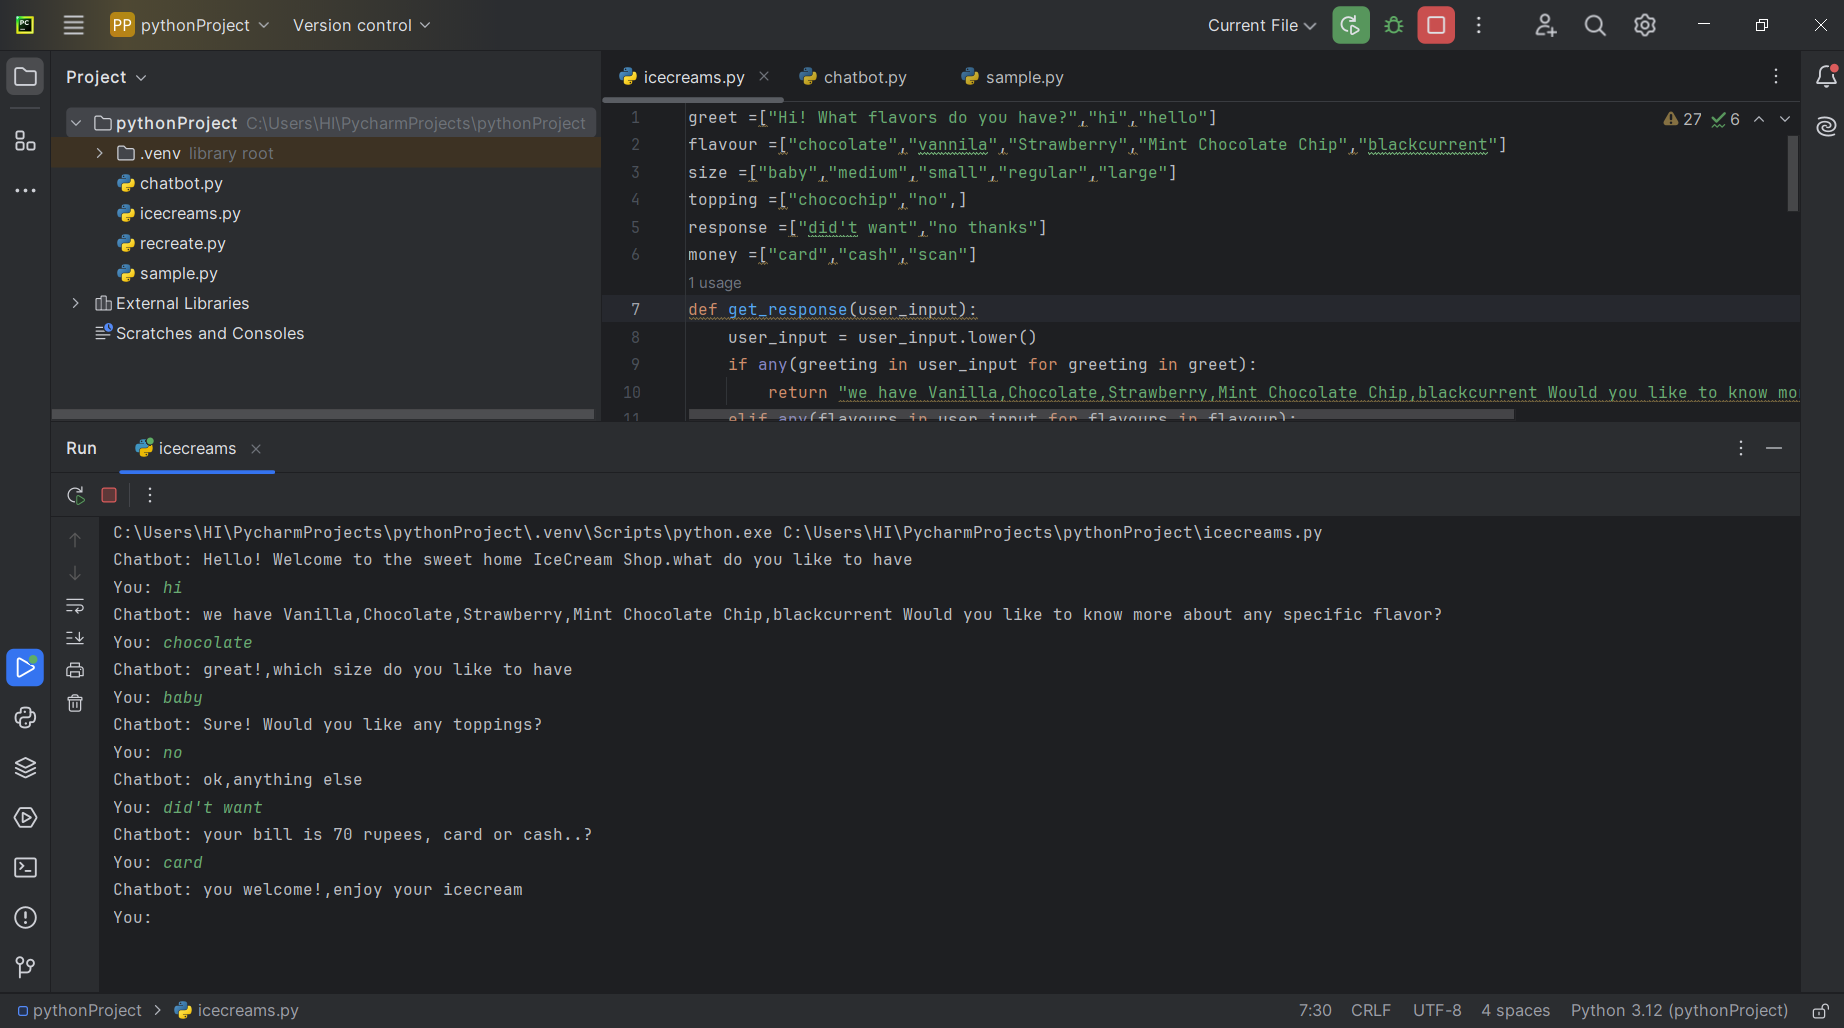 PP pythonProject Version control Current File
Project
icecreams.py chatbot.py sample.py
pythonProject C:\Users\HI\PycharmProjects\pythonProject
.venv library root
chatbot.py
icecreams.py
recreate.py
sample.py
External Libraries
Scratches and Consoles
27 6
1 greet =["Hi! What flavors do you have?","hi","hello"]
2 flavour =["chocolate","vannila","Strawberry","Mint Chocolate Chip","blackcurrent"]
3 size =["baby","medium","small","regular","large"]
4 topping =["chocochip","no",]
5 response =["did't want","no thanks"]
6 money =["card","cash","scan"]
1 usage
7 def get_response(user_input):
8 user_input = user_input.lower()
9 if any(greeting in user_input for greeting in greet):
10 return "we have Vanilla,Chocolate,Strawberry,Mint Chocolate Chip,blackcurrent Would you like to know mo
11 elif any(flavours in user_input for flavours in flavour):
Run icecreams
C:\Users\HI\PycharmProjects\pythonProject\.venv\Scripts\python.exe C:\Users\HI\PycharmProjects\pythonProject\icecreams.py
Chatbot: Hello! Welcome to the sweet home IceCream Shop.what do you like to have
You: hi
Chatbot: we have Vanilla,Chocolate,Strawberry,Mint Chocolate Chip,blackcurrent Would you like to know more about any specific flavor?
You: chocolate
Chatbot: great!,which size do you like to have
You: baby
Chatbot: Sure! Would you like any toppings?
You: no
Chatbot: ok,anything else
You: did't want
Chatbot: your bill is 70 rupees, card or cash..?
You: card
Chatbot: you welcome!,enjoy your icecream
You:
pythonProject > icecreams.py 7:30 CRLF UTF-8 4 spaces Python 3.12 (pythonProject)